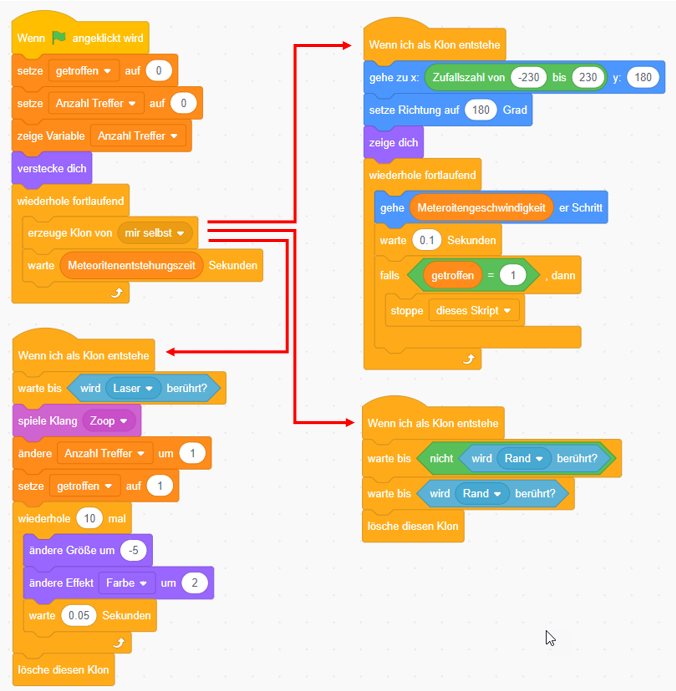 Wenn angeklickt wird
setze getroffen auf 0
setze Anzahl Treffer auf 0
zeige Variable Anzahl Treffer
verstecke dich
wiederhole fortlaufend
erzeuge Klon von mir selbst
warte Meteoritenentstehungszeit Sekunden
Wenn ich als Klon entstehe
warte bis wird Laser berührt?
spiele Klang Zoop
ändere Anzahl Treffer um 1
setze getroffen auf 1
wiederhole 10 mal
ändere Größe um -5
ändere Effekt Farbe um 2
warte 0.05 Sekunden
lösche diesen Klon
Wenn ich als Klon entstehe
gehe zu x: Zufallszahl von -230 bis 230 y: 180
setze Richtung auf 180 Grad
zeige dich
wiederhole fortlaufend
gehe Meteroitengeschwindigkeit er Schritt
warte 0.1 Sekunden
falls getroffen = 1 , dann
stoppe dieses Skript
Wenn ich als Klon entstehe
warte bis nicht wird Rand berührt?
warte bis wird Rand berührt?
lösche diesen Klon